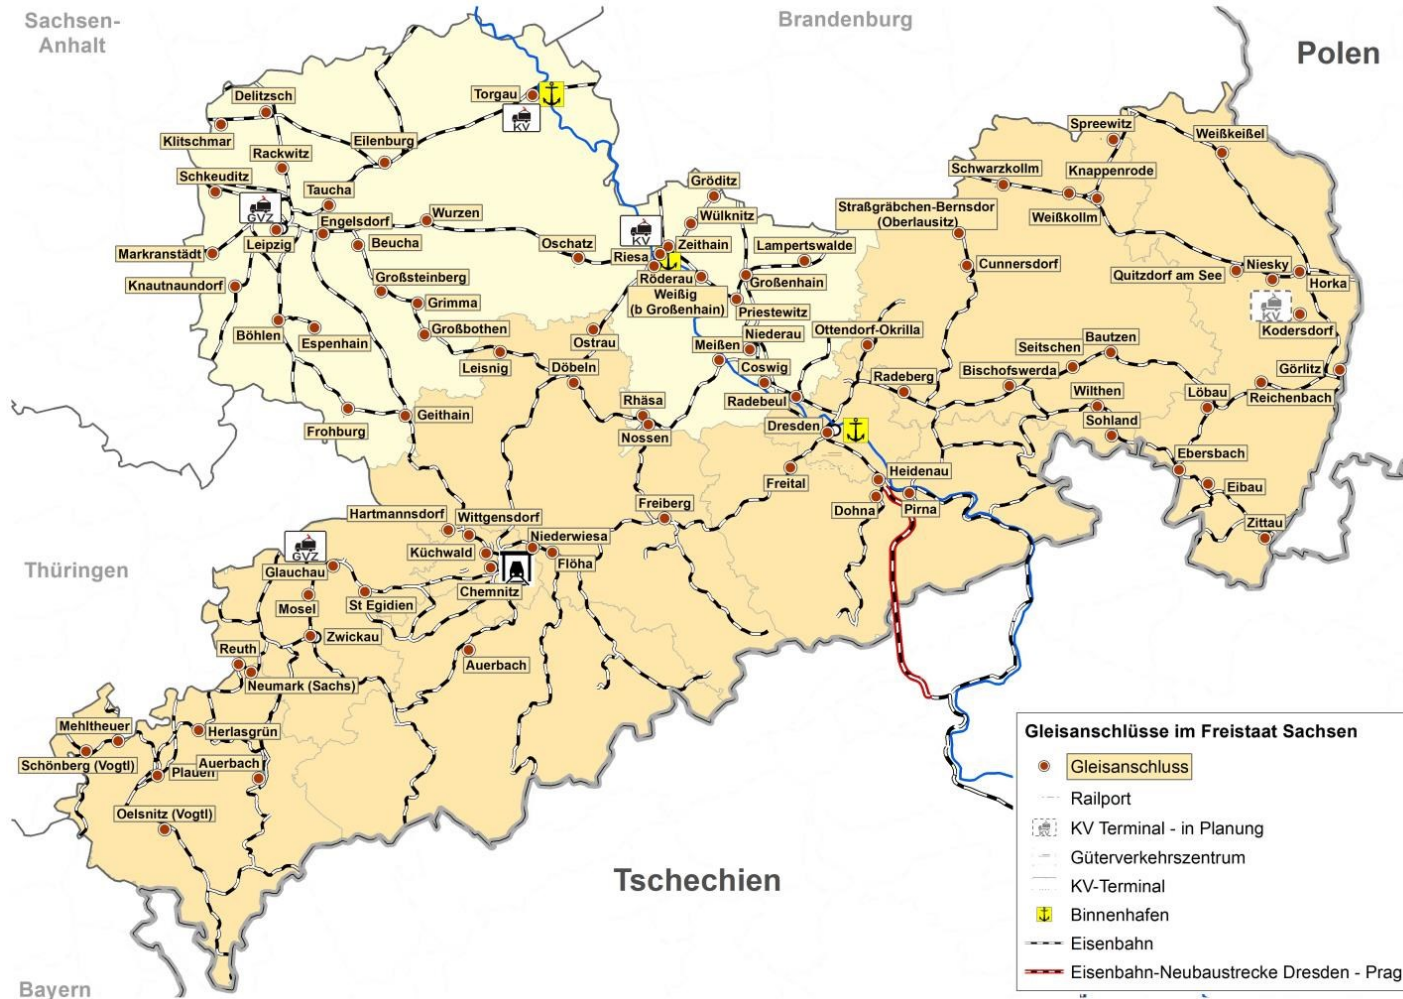 Sachsen-
Anhalt
Brandenburg
Polen
Delitzsch
Torgau
KV
Klitschmar
Eilenburg
Spreewitz
Weißkeißel
Rackwitz
Schkeuditz
Taucha
GVZ
Gröditz
Schwarzkollm
Knappenrode
Wurzen
Wülknitz
Straßgräbchen-Bernsdor
(Oberlausitz)
Weißkollm
Engelsdorf
KV
Leipzig
Beucha
Oschatz
Zeithain
Lampertswalde
Markranstädt
Riesa
Cunnersdorf
Niesky
Quitzdorf am See
Horka
Röderau
Großenhain
Großsteinberg
Knautnaundorf
Grimma
Weißig
(b Großenhain)
Priestewitz
KV
Kodersdorf
Böhlen
Espenhain
Großbothen
Ostrau
Meißen
Niederau
Ottendorf-Okrilla
Seitschen
Bautzen
Leisnig
Döbeln
Coswig
Radeberg
Bischofswerda
Görlitz
Wilthen
Löbau
Reichenbach
Rhäsa
Radebeul
Geithain
Sohland
Frohburg
Nossen
Dresden
Ebersbach
Freital
Heidenau
Eibau
Dohna
Pirna
Hartmannsdorf
Wittgensdorf
Freiberg
Zittau
Niederwiesa
GVZ
Küchwald
Flöha
Thüringen
Glauchau
Chemnitz
Mosel
St Egidien
Zwickau
Reuth
Auerbach
Neumark (Sachs)
Mehltheuer
Herlasgrün
Schönberg (Vogtl)
Plauen
Auerbach
Oelsnitz (Vogtl)
Tschechien
Bayern
Gleisanschlüsse im Freistaat Sachsen
Gleisanschluss
Railport
KV Terminal - in Planung
Güterverkehrszentrum
KV-Terminal
Binnenhafen
Eisenbahn
Eisenbahn-Neubaustrecke Dresden - Prag